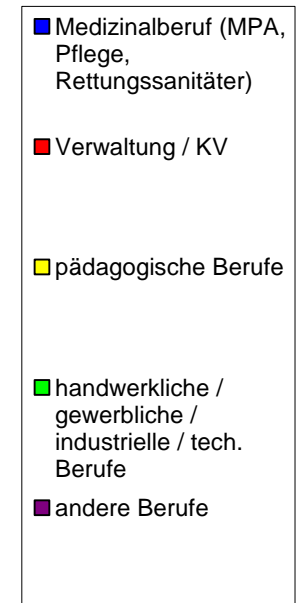 Medizinalberuf (MPA,
Pflege,
Rettungssanitäter)
Verwaltung / KV
pädagogische Berufe
handwerkliche /
gewerbliche /
industrielle / tech.
Berufe
andere Berufe